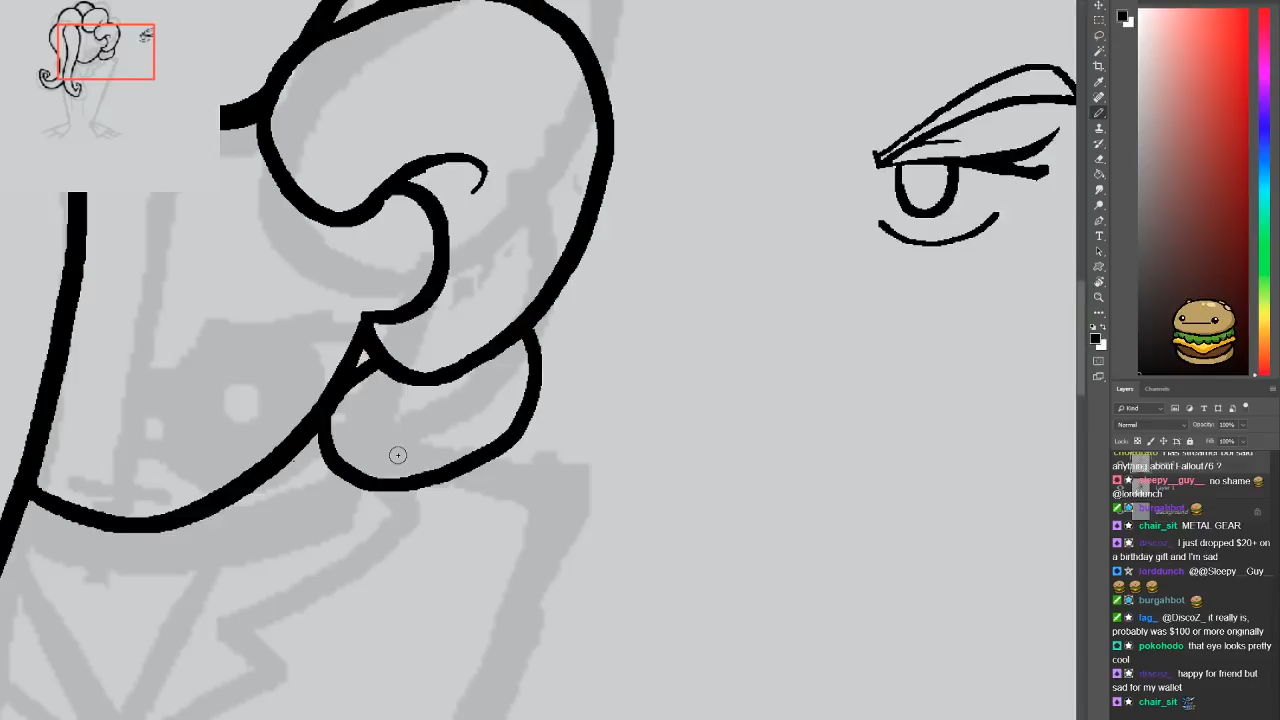 Layers Channels
Kind
Normal Opacity: 100%
Lock: Fill: 100%
anything about Fallout76 ?
sleepy__guy__ no shame
@lorddunch
burgahbot
chair_sit METAL GEAR
discoz_ I just dropped $20+ on
a birthday gift and I'm sad
lorddunch @@Sleepy__Guy__
burgahbot
lag_ @DiscoZ_ it really is,
probably was $100 or more originally
pokohodo that eye looks pretty
cool
discoz_ happy for friend but
sad for my wallet
chair_sit